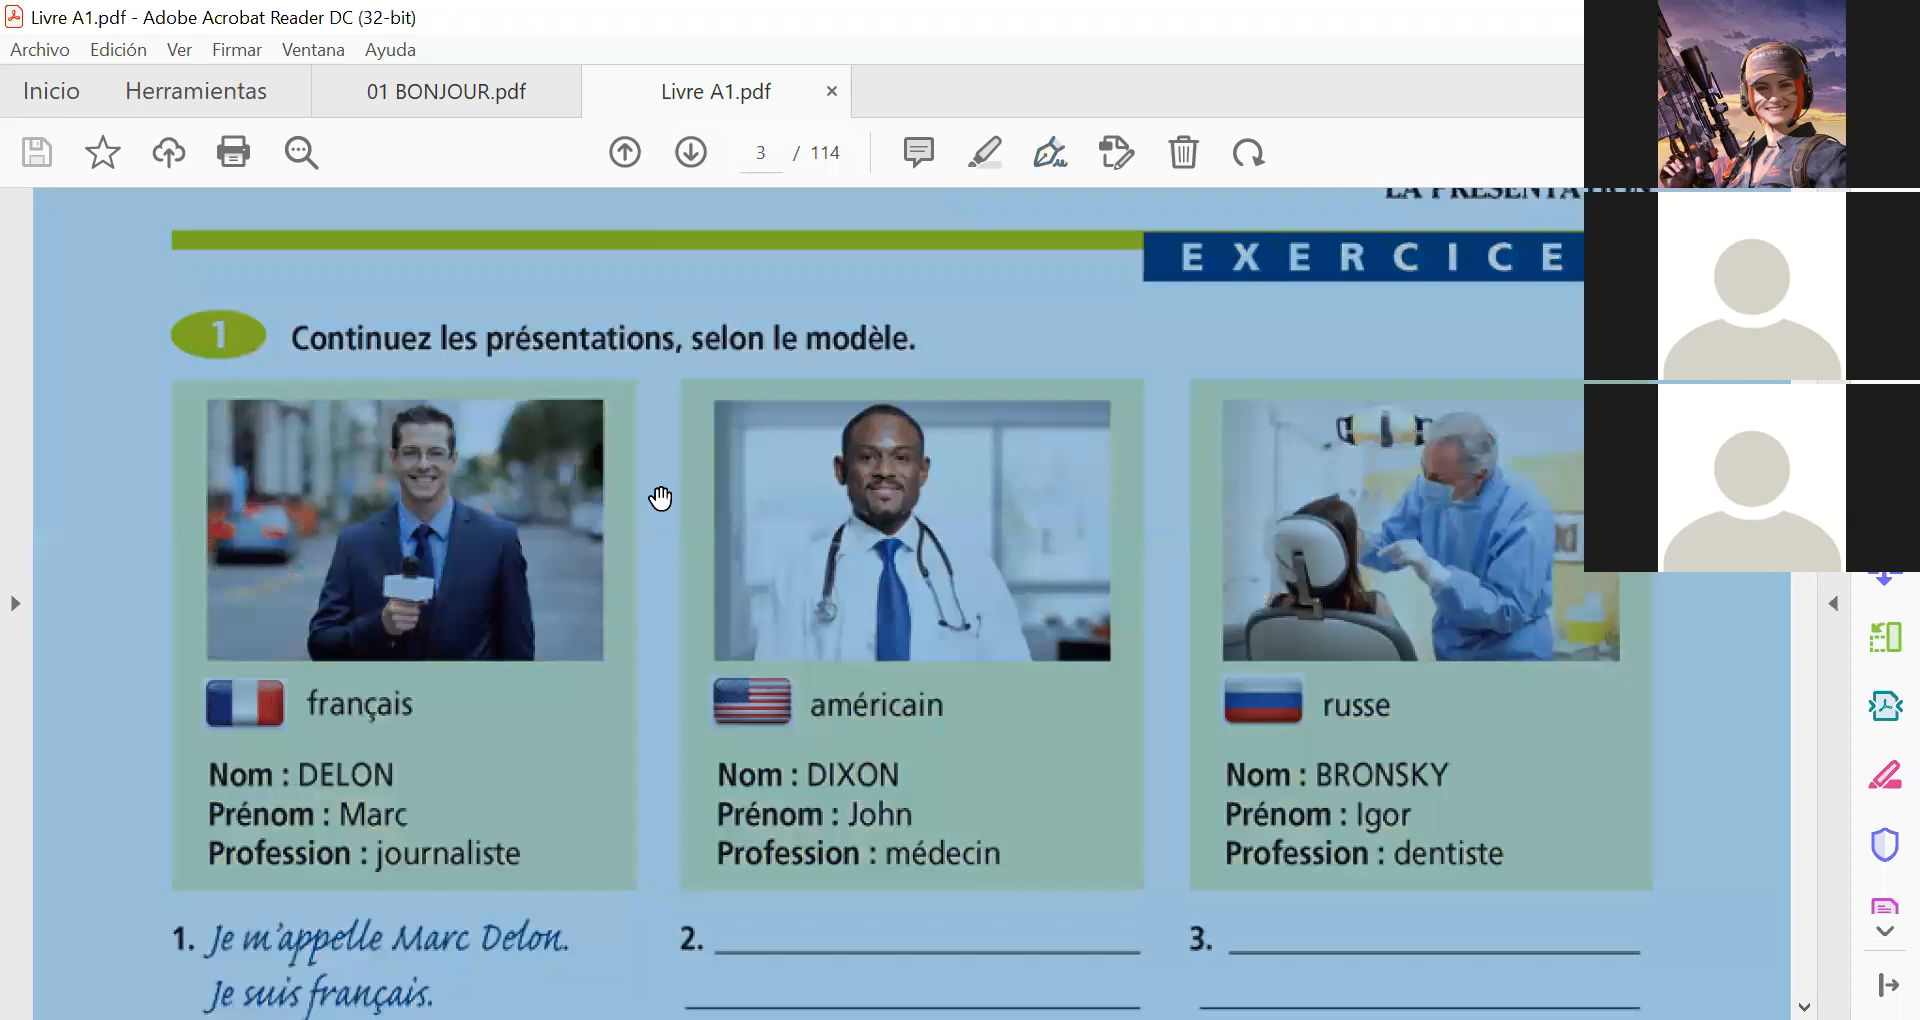 Livre A1.pdf - Adobe Acrobat Reader DC (32-bit)
Archivo Edición Ver Firmar Ventana Ayuda
Inicio Herramientas 01 BONJOUR.pdf Livre A1.pdf ×
3 / 114
EXERCICE
1 Continuez les présentations, selon le modèle.
français
Nom : DELON
Prénom : Marc
Profession : journaliste
américain
Nom : DIXON
Prénom : John
Profession : médecin
russe
Nom : BRONSKY
Prénom : Igor
Profession : dentiste
1. Je m'appelle Marc Delon.
Je suis français.
2.
3.